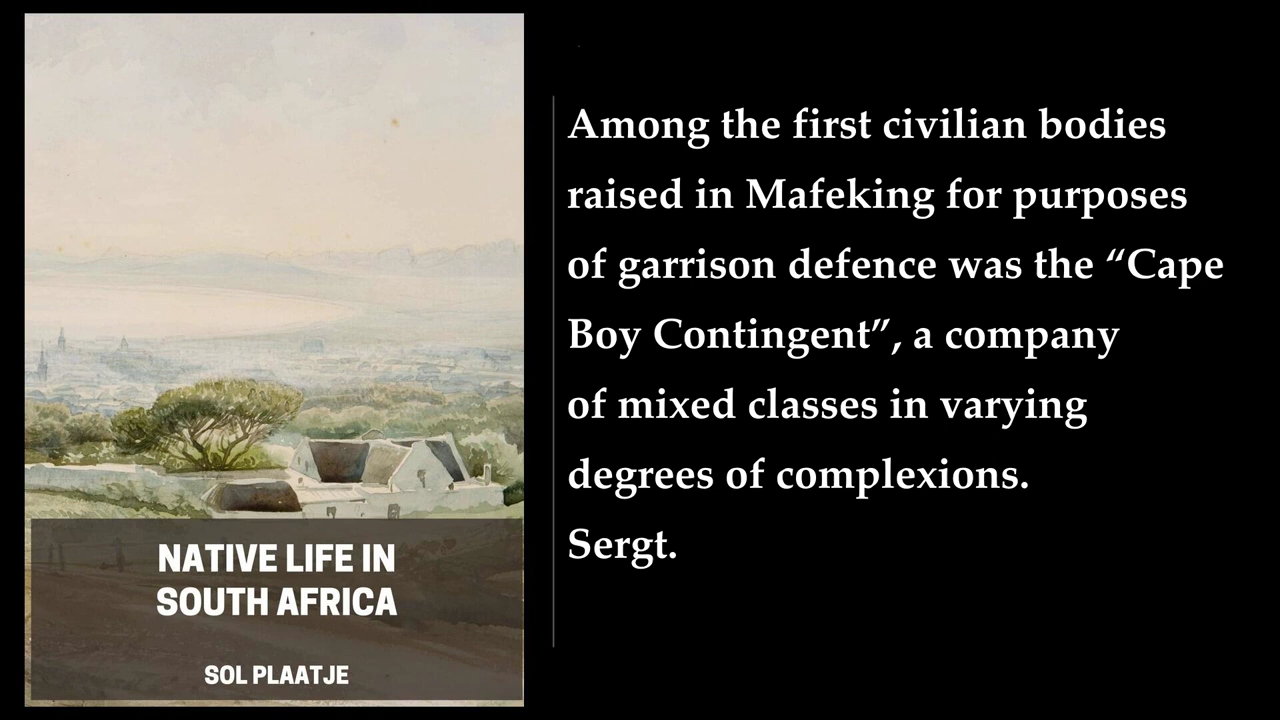 NATIVE LIFE IN
SOUTH AFRICA
SOL PLAATJE
Among the first civilian bodies
raised in Mafeking for purposes
of garrison defence was the “Cape
Boy Contingent”, a company
of mixed classes in varying
degrees of complexions.
Sergt.